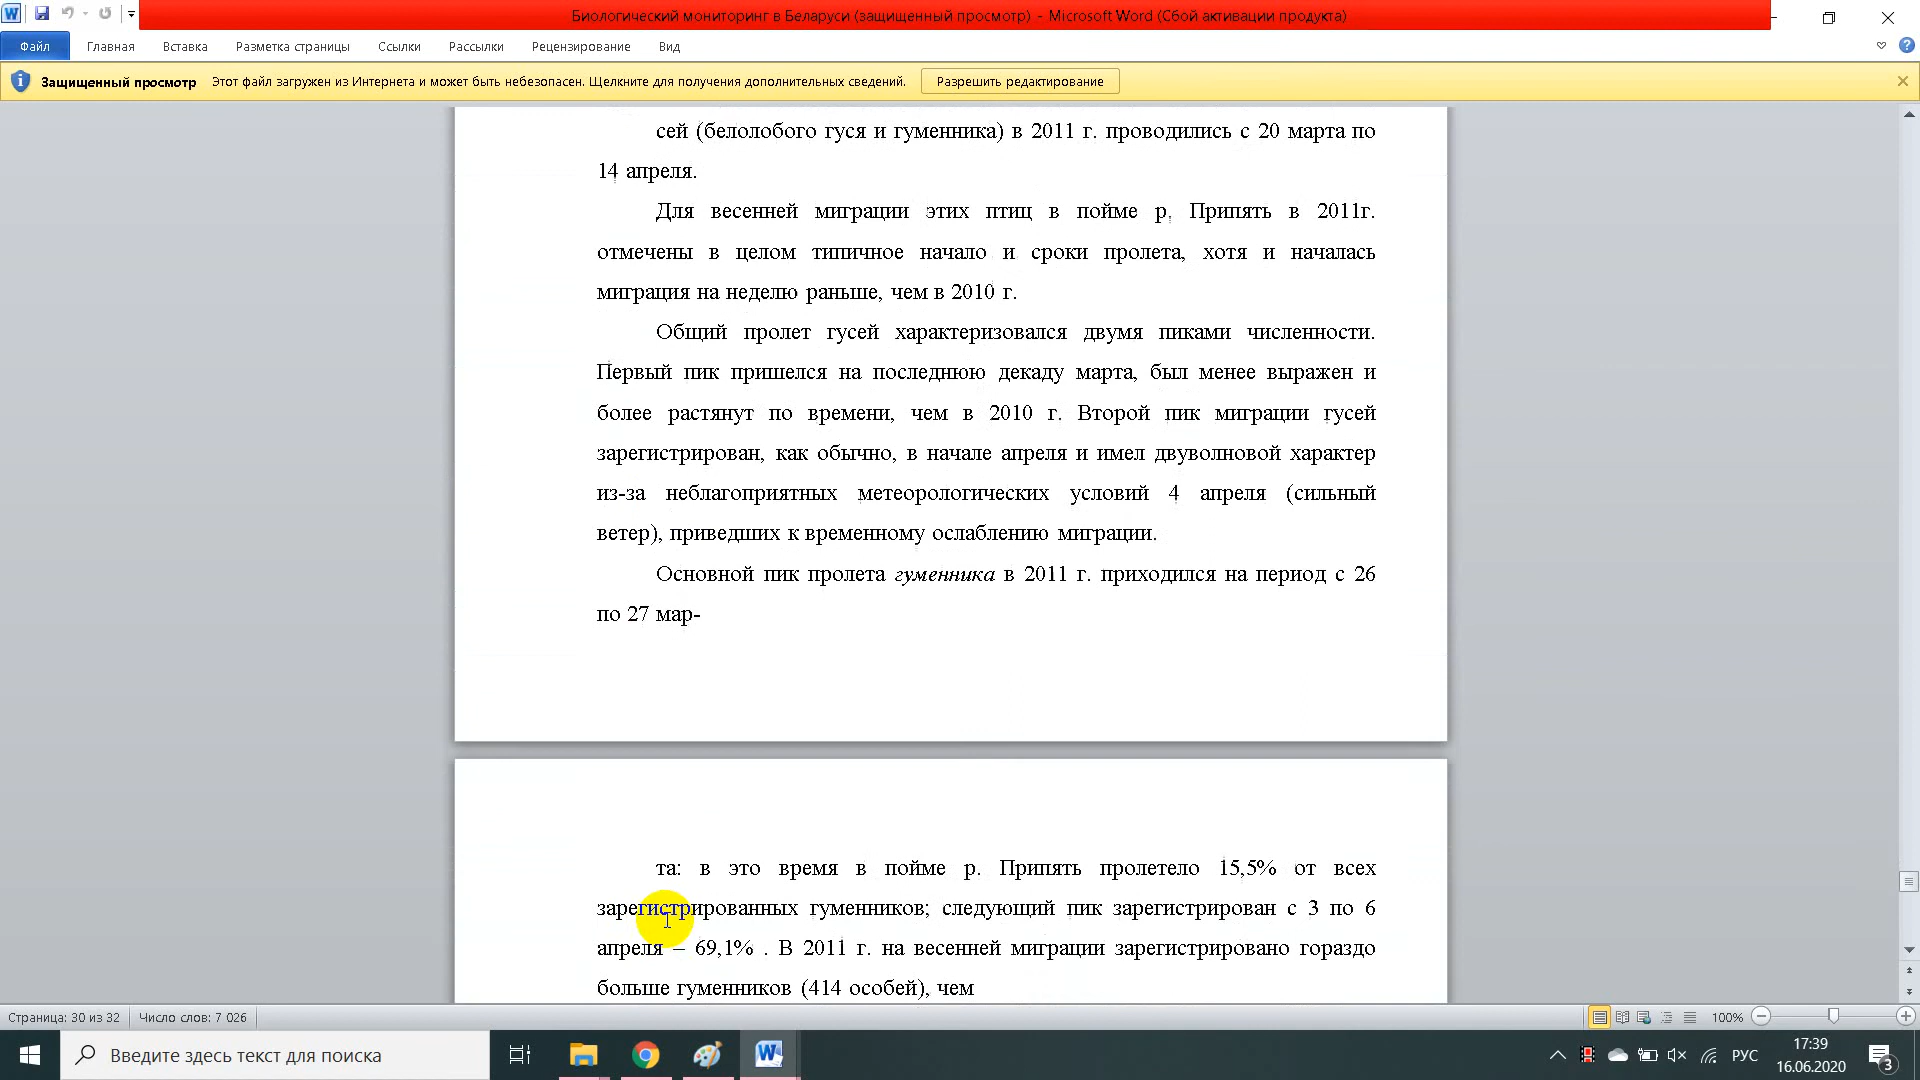 Биологический мониторинг в Беларуси (защищенный просмотр) - Microsoft Word (Сбой активации продукта)
Файл Главная Вставка Разметка страницы Ссылки Рассылки Рецензирование Вид
Защищенный просмотр Этот файл загружен из Интернета и может быть небезопасен. Щелкните для получения дополнительных сведений. Разрешить редактирование
сей (белолобого гуся и гуменника) в 2011 г. проводились с 20 марта по
14 апреля.
Для весенней миграции этих птиц в пойме р. Припять в 2011г.
отмечены в целом типичное начало и сроки пролета, хотя и началась
миграция на неделю раньше, чем в 2010 г.
Общий пролет гусей характеризовался двумя пиками численности.
Первый пик пришелся на последнюю декаду марта, был менее выражен и
более растянут по времени, чем в 2010 г. Второй пик миграции гусей
зарегистрирован, как обычно, в начале апреля и имел двуволновой характер
из-за неблагоприятных метеорологических условий 4 апреля (сильный
ветер), приведших к временному ослаблению миграции.
Основной пик пролета гуменника в 2011 г. приходился на период с 26
по 27 мар-
та: в это время в пойме р. Припять пролетело 15,5% от всех
зарегистрированных гуменников; следующий пик зарегистрирован с 3 по 6
апреля – 69,1% . В 2011 г. на весенней миграции зарегистрировано гораздо
больше гуменников (414 особей), чем
Страница: 30 из 32 Число слов: 7 026 100%
Введите здесь текст для поиска РУС 17:39
16.06.2020 3